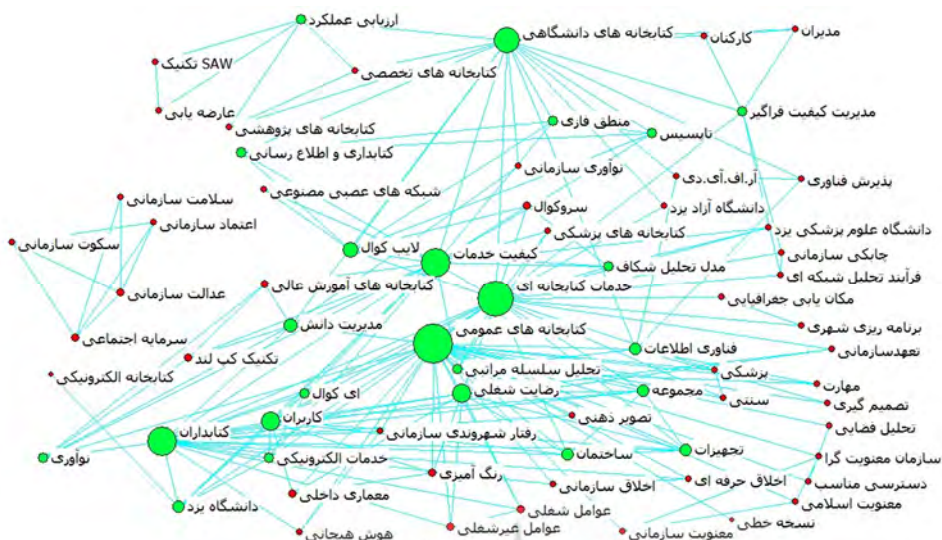 ارزیابی عملکرد
کتابخانه های دانشگاهی
کارکنان
مدیران
تکنیک SAW
کتابخانه های تخصصی
عارضه یابی
مدیریت کیفیت فراگیر
کتابخانه های پژوهشی
منطق فازی
تاپسیس
کتابداری و اطلاع رسانی
نوآوری سازمانی
آر.اف.آی.دی
پذیرش فناوری
شبکه های عصبی مصنوعی
سلامت سازمانی
سروکوال
دانشگاه آزاد یزد
اعتماد سازمانی
کتابخانه های پزشکی
دانشگاه علوم پزشکی یزد
سکوت سازمانی
لایب کوال
کیفیت خدمات
چابکی سازمانی
مدل تحلیل شکاف
فرآیند تحلیل شبکه ای
کتابخانه های آموزش عالی
خدمات کتابخانه ای
عدالت سازمانی
مکان یابی جغرافیایی
مدیریت دانش
کتابخانه های عمومی
برنامه ریزی شهری
سرمایه اجتماعی
فناوری اطلاعات
تعهدسازمانی
تکنیک کپ لند
تحلیل سلسله مراتبی
پزشکی
کتابخانه الکترونیکی
مهارت
ای کوال
رضایت شغلی
مجموعه
سنتی
تصمیم گیری
کاربران
تصویر ذهنی
تحلیل فضایی
کتابداران
رفتار شهروندی سازمانی
نوآوری
خدمات الکترونیکی
ساختمان
تجهیزات
سازمان معنویت گرا
رنگ آمیزی
اخلاق سازمانی
اخلاق حرفه ای
دسترسی مناسب
معماری داخلی
دانشگاه یزد
عوامل شغلی
معنویت اسلامی
نسخه خطی
هوش هیجانی
عوامل غیرشغلی
معنویت سازمانی